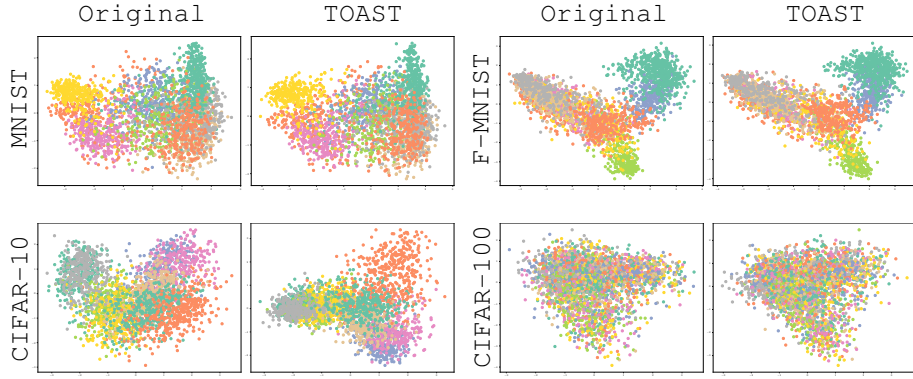 Original TOAST Original TOAST
MNIST F-MNIST
CIFAR-10 CIFAR-100